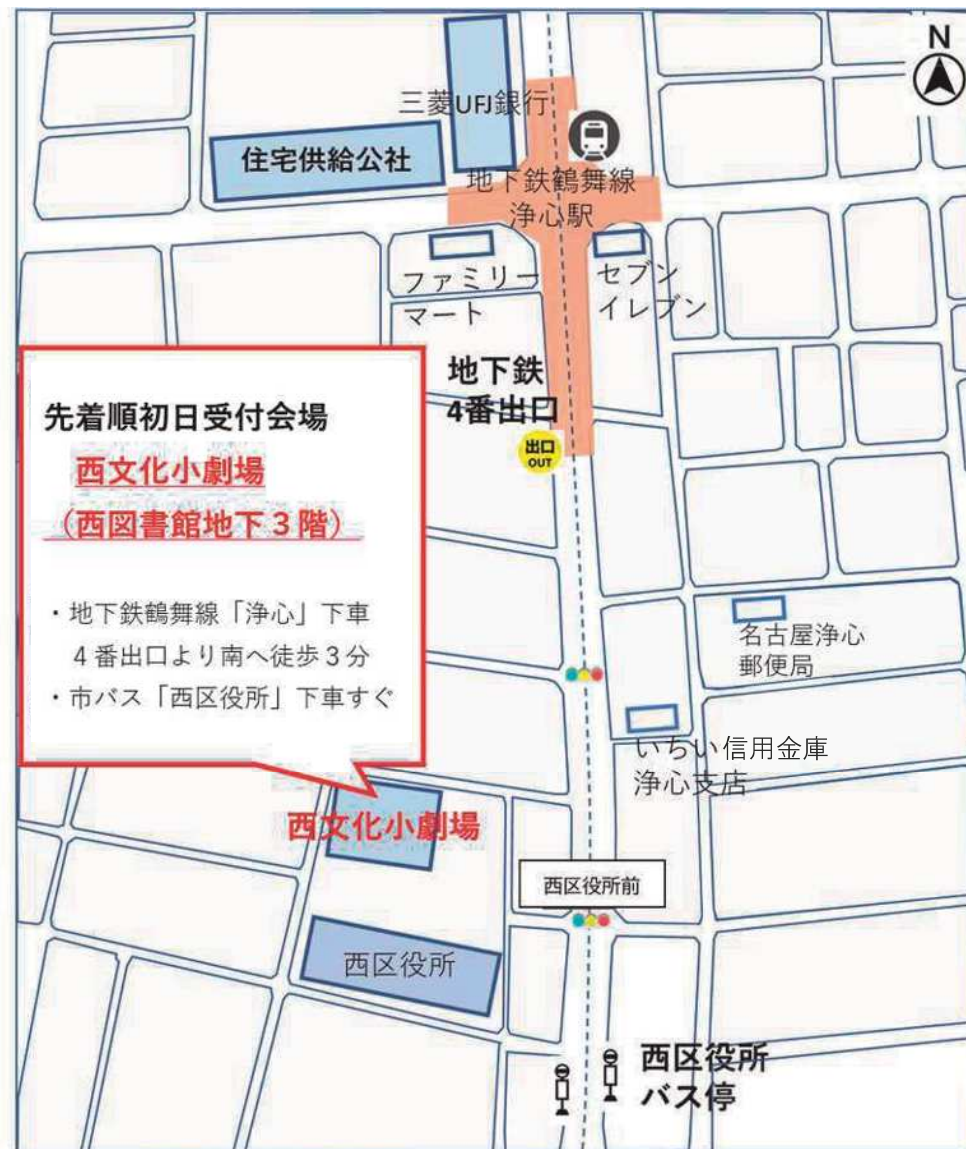 N
三菱UFJ銀行
住宅供給公社
地下鉄鶴舞線
浄心駅
ファミリー
マート
セブン
イレブン
地下鉄
4番出口
出口
OUT
先着順初日受付会場
西文化小劇場
（西図書館地下３階）
・地下鉄鶴舞線「浄心」下車
４番出口より南へ徒歩３分
・市バス「西区役所」下車すぐ
名古屋浄心
郵便局
いちい信用金庫
浄心支店
西文化小劇場
西区役所前
西区役所
西区役所
バス停